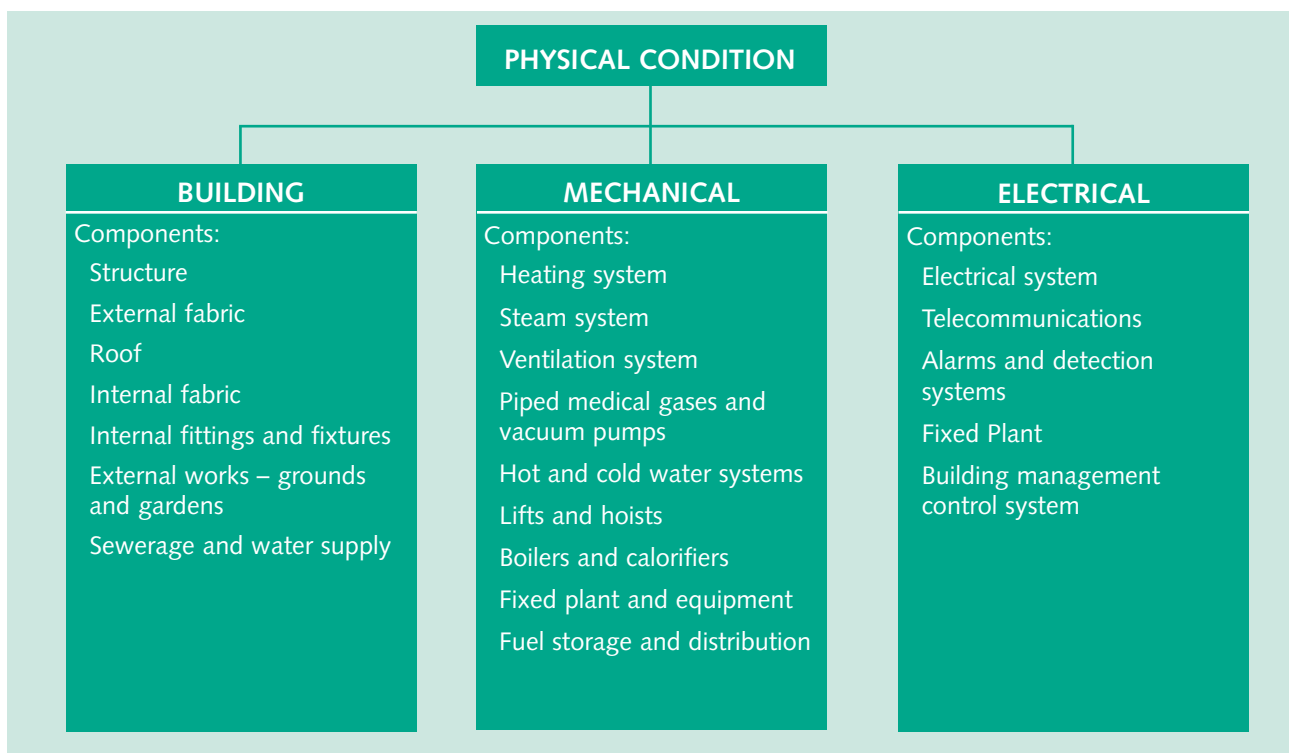 PHYSICAL CONDITION
BUILDING
Components:
Structure
External fabric
Roof
Internal fabric
Internal fittings and fixtures
External works – grounds
and gardens
Sewerage and water supply
MECHANICAL
Components:
Heating system
Steam system
Ventilation system
Piped medical gases and
vacuum pumps
Hot and cold water systems
Lifts and hoists
Boilers and calorifiers
Fixed plant and equipment
Fuel storage and distribution
ELECTRICAL
Components:
Electrical system
Telecommunications
Alarms and detection
systems
Fixed Plant
Building management
control system